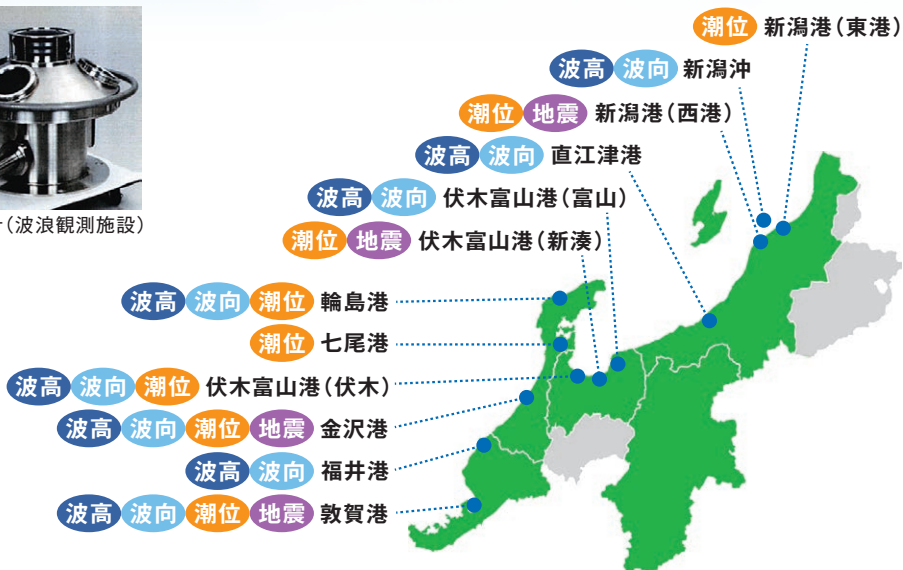 潮位 新潟港(東港)
波高 波向 新潟沖
潮位 地震 新潟港(西港)
波高 波向 直江津港
波高 波向 伏木富山港(富山)
潮位 地震 伏木富山港(新湊)
(波浪観測施設)
波高 波向 潮位 輪島港
潮位 七尾港
波高 波向 潮位 伏木富山港(伏木)
波高 波向 潮位 地震 金沢港
波高 波向 福井港
波高 波向 潮位 地震 敦賀港